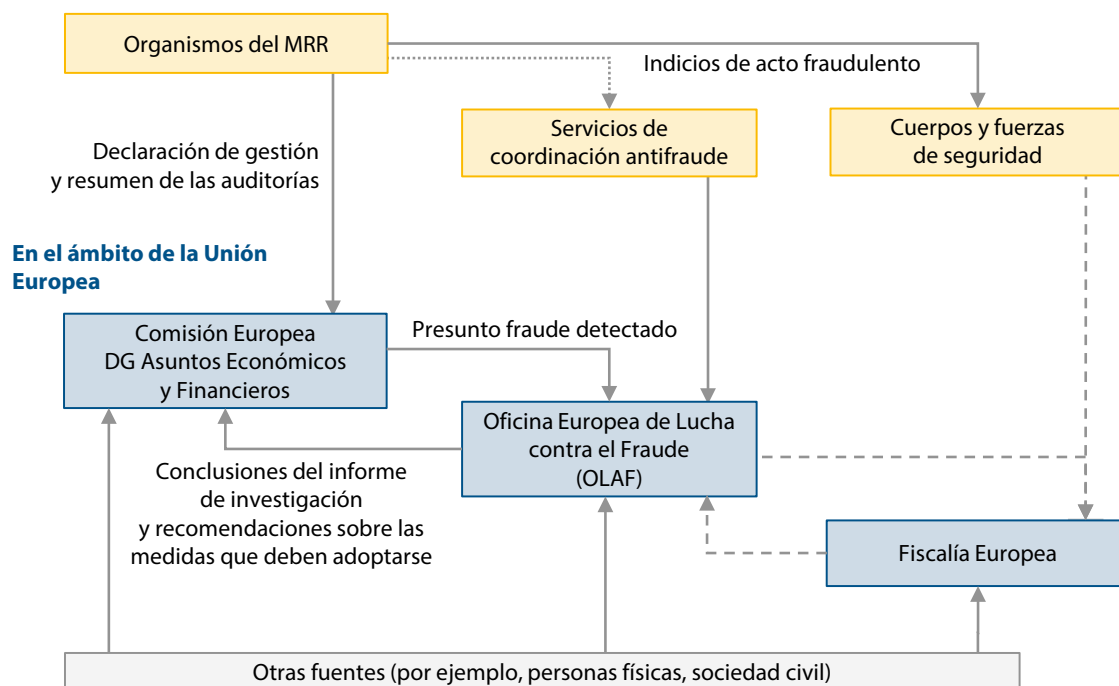 Organismos del MRR
Indicios de acto fraudulento
Servicios de
coordinación antifraude
Cuerpos y fuerzas
de seguridad
Declaración de gestión
y resumen de las auditorías
En el ámbito de la Unión
Europea
Comisión Europea
DG Asuntos Económicos
y Financieros
Presunto fraude detectado
Oficina Europea de Lucha
contra el Fraude
(OLAF)
Conclusiones del informe
de investigación
y recomendaciones sobre las
medidas que deben adoptarse
Fiscalía Europea
Otras fuentes (por ejemplo, personas físicas, sociedad civil)